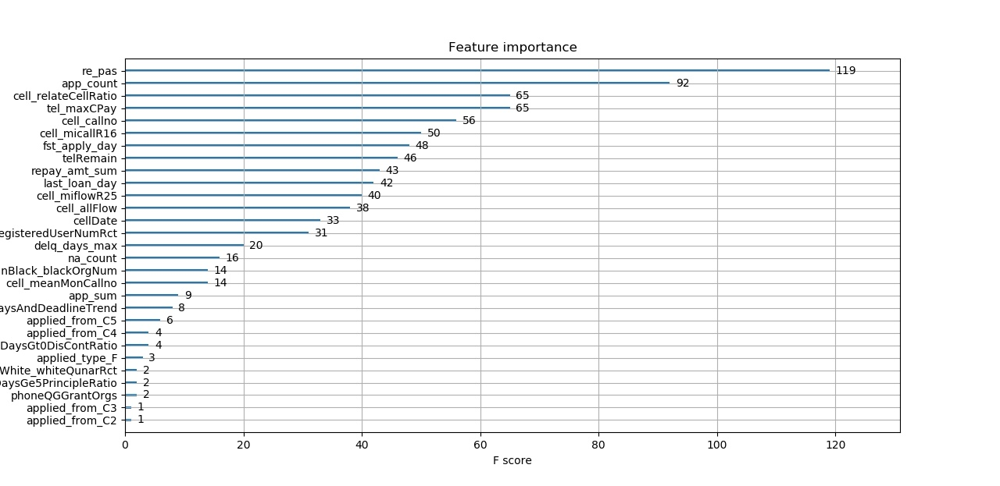 Feature importance
re_pas 119
app_count 92
cell_relateCellRatio 65
tel_maxCPay 65
cell_callno 56
cell_micallR16 50
fst_apply_day 48
telRemain 46
repay_amt_sum 43
last_loan_day 42
cell_miflowR25 40
cell_allFlow 38
cellDate 33
egisteredUserNumRct 31
delq_days_max 20
na_count 16
nBlack_blackOrgNum 14
cell_meanMonCallno 14
app_sum 9
aysAndDeadlineTrend 8
applied_from_C5 6
applied_from_C4 4
DaysGt0DisContRatio 4
applied_type_F 3
White_whiteQunarRct 2
DaysGe5PrincipleRatio 2
phoneQGGrantOrgs 2
applied_from_C3 1
applied_from_C2 1
0 20 40 60 80 100 120
F score